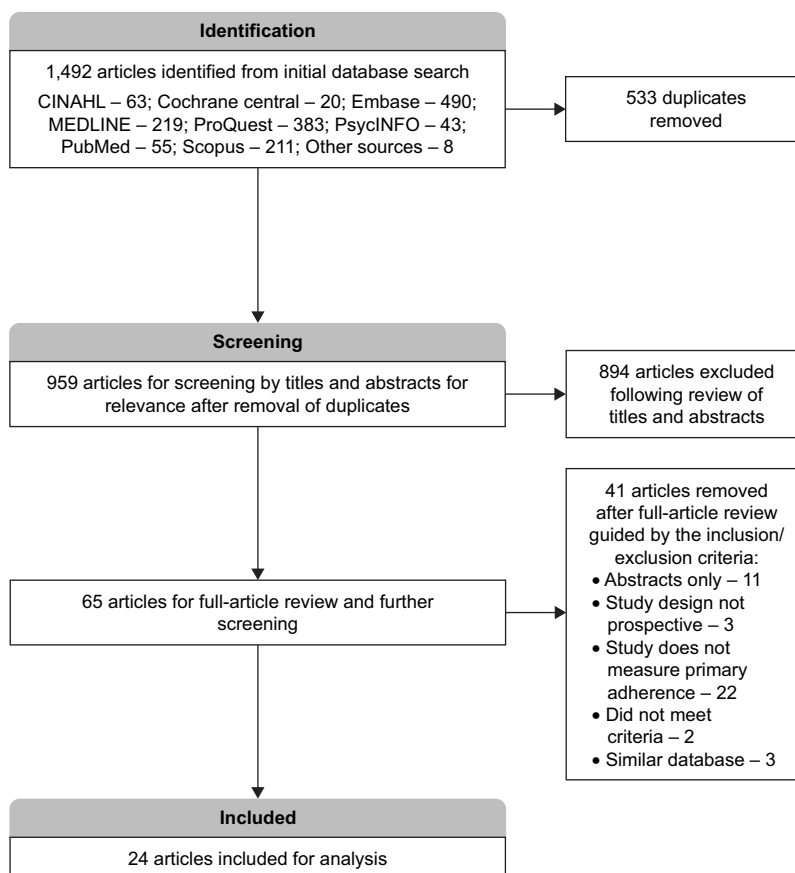 Identification
1,492 articles identified from initial database search
CINAHL – 63; Cochrane central – 20; Embase – 490;
MEDLINE – 219; ProQuest – 383; PsycINFO – 43;
PubMed – 55; Scopus – 211; Other sources – 8
533 duplicates
removed
Screening
959 articles for screening by titles and abstracts for
relevance after removal of duplicates
894 articles excluded
following review of
titles and abstracts
65 articles for full-article review and further
screening
41 articles removed
after full-article review
guided by the inclusion/
exclusion criteria:
• Abstracts only – 11
• Study design not
prospective – 3
• Study does not
measure primary
adherence – 22
• Did not meet
criteria – 2
• Similar database – 3
Included
24 articles included for analysis